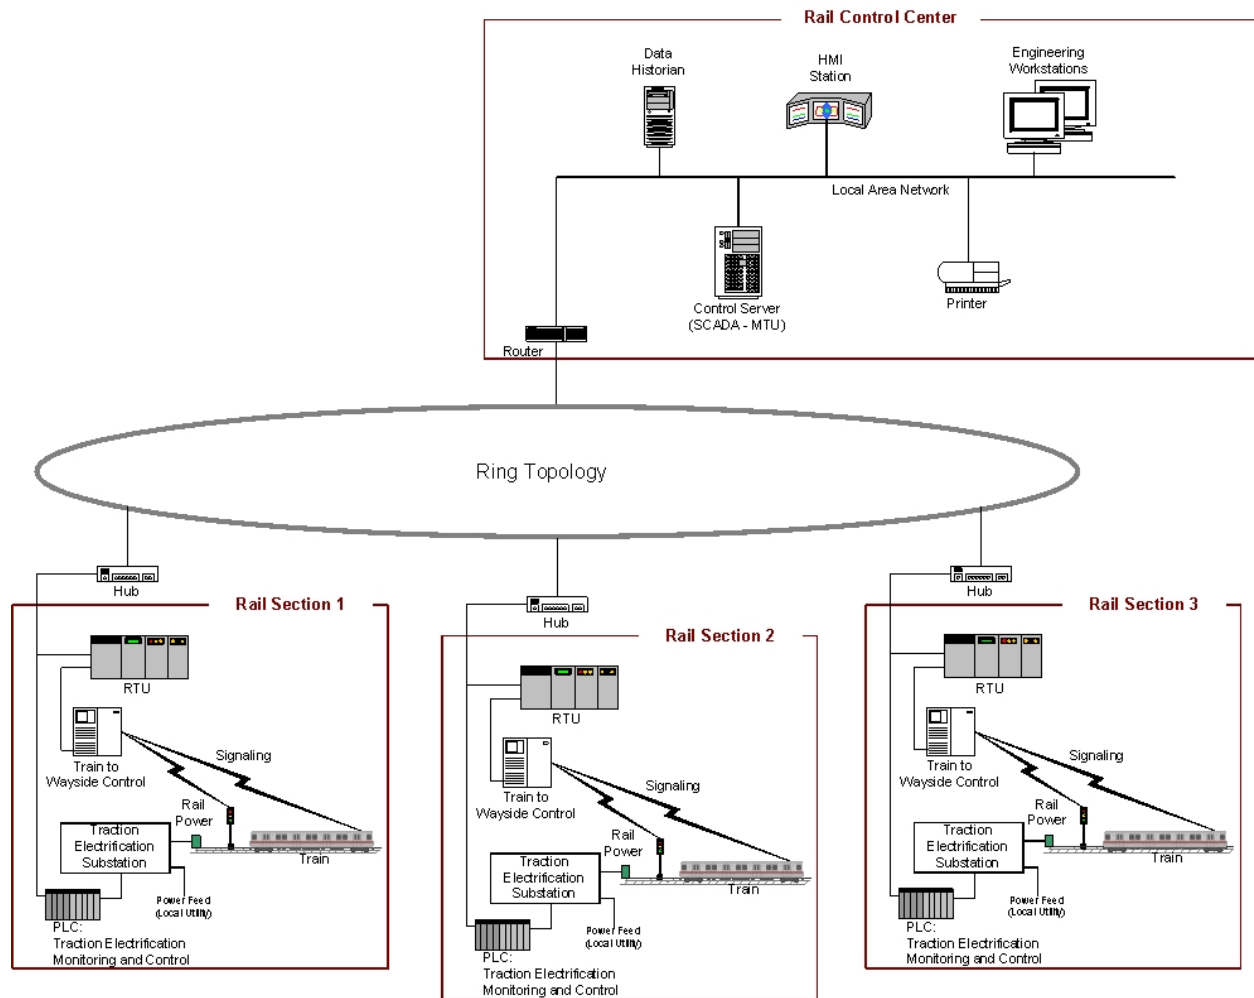 Rail Control Center
Data
Historian
HMI
Station
Engineering
Workstations
Local Area Network
Control Server
(SCADA - MTU)
Printer
Router
Ring Topology
Hub
Rail Section 1
RTU
Train to
Wayside Control
Signaling
Rail
Power
Traction
Electrification
Substation
Train
Power Feed
(Local Utility)
PLC:
Traction Electrification
Monitoring and Control
Hub
Rail Section 2
RTU
Train to
Wayside Control
Signaling
Rail
Power
Traction
Electrification
Substation
Train
Power Feed
(Local Utility)
PLC:
Traction Electrification
Monitoring and Control
Hub
Rail Section 3
RTU
Train to
Wayside Control
Signaling
Rail
Power
Traction
Electrification
Substation
Train
Power Feed
(Local Utility)
PLC:
Traction Electrification
Monitoring and Control